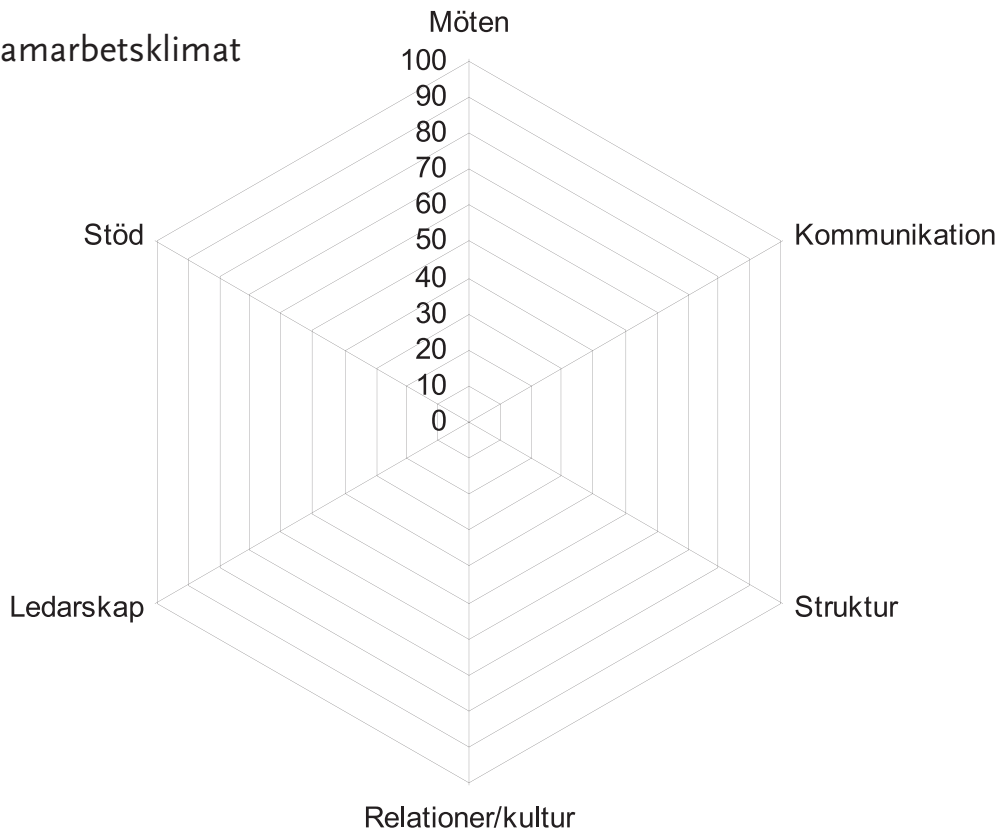 Möten
amarbetsklimat
100
90
80
70
60
50
40
30
20
10
0
Stöd
Kommunikation
Ledarskap
Struktur
Relationer/kultur